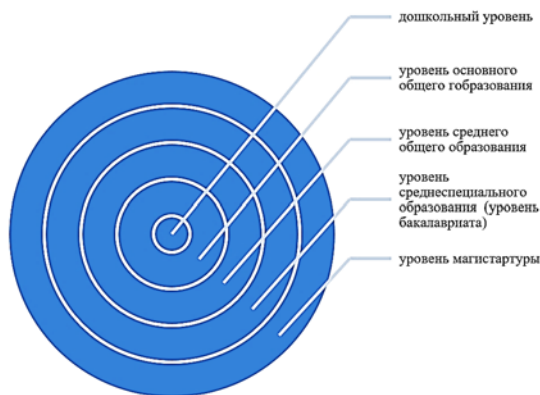 дошкольный уровень
уровень основного
общего гобразования
уровень среднего
общего образования
уровень
среднеспециального
образования (уровень
бакалавриата)
уровень магистартуры